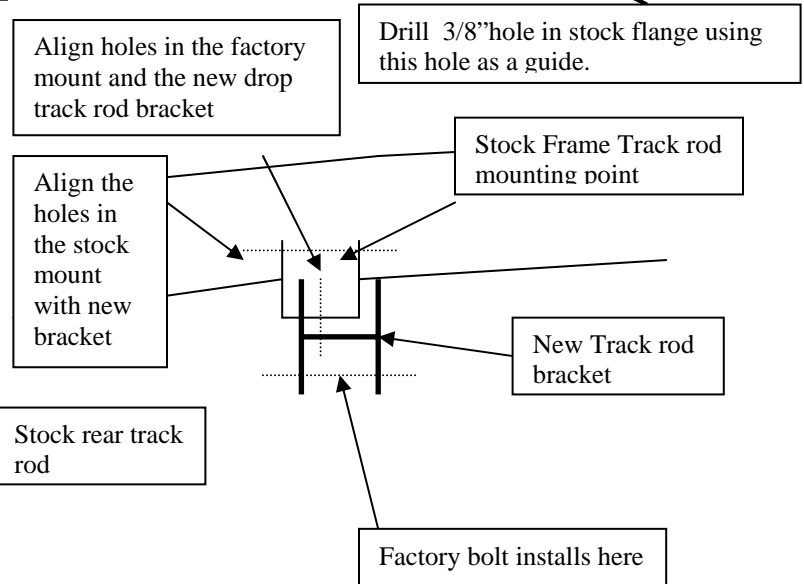 Align holes in the factory
mount and the new drop
track rod bracket
Drill 3/8”hole in stock flange using
this hole as a guide.
Stock Frame Track rod
mounting point
Align the
holes in
the stock
mount
with new
bracket
New Track rod
bracket
Stock rear track
rod
Factory bolt installs here